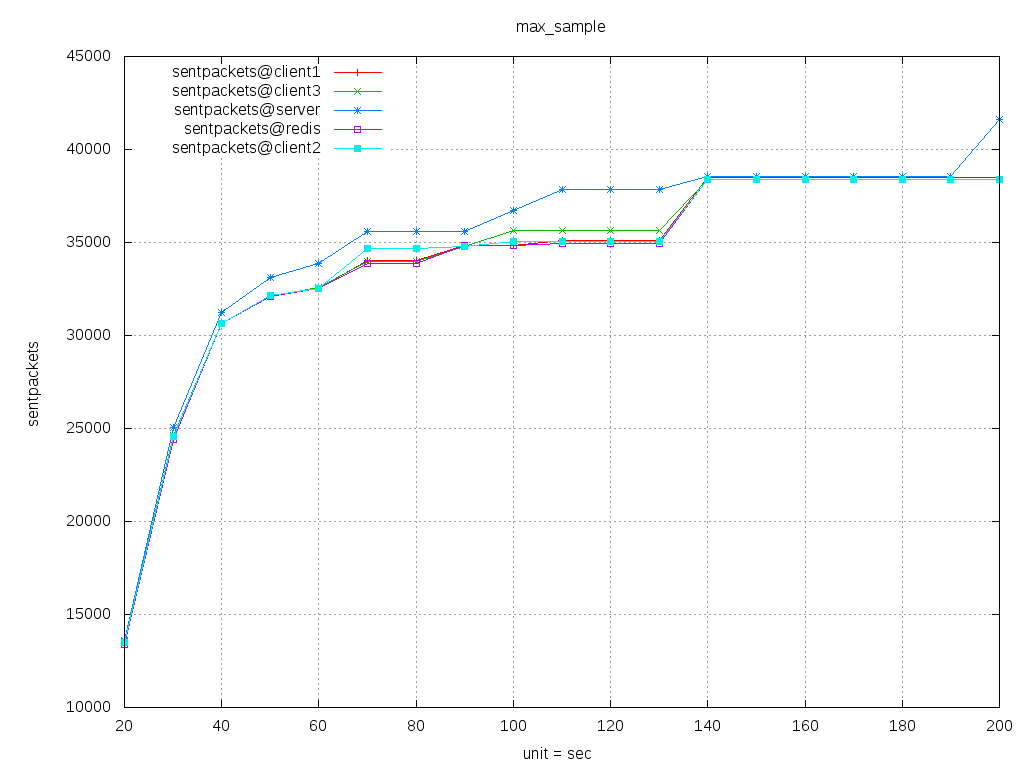 max_sample
45000
40000
35000
30000
25000
20000
15000
10000
sentpackets
sentpackets@client1
sentpackets@client3
sentpackets@server
sentpackets@redis
sentpackets@client2
20 40 60 80 100 120 140 160 180 200
unit = sec